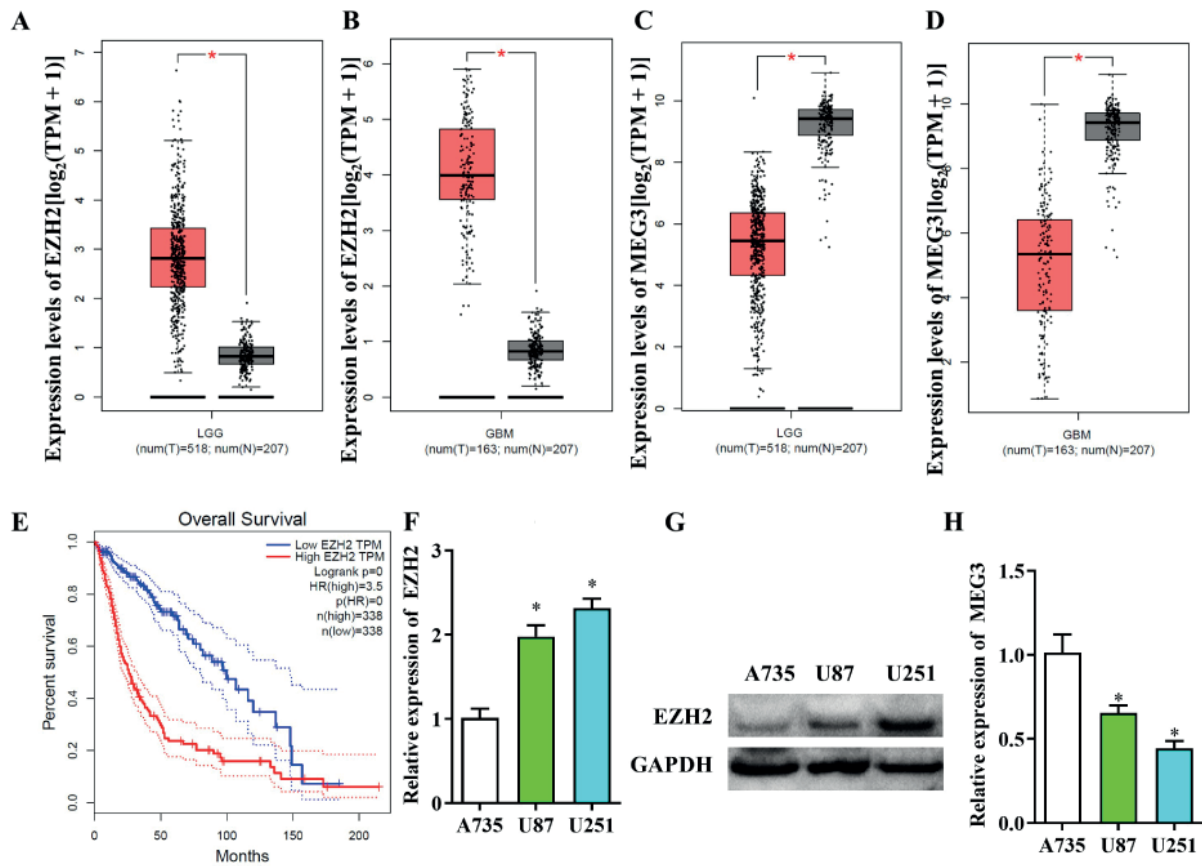 A
Expression levels of EZH2[log2(TPM + 1)]
7
6
5
4
3
2
1
0
*
LGG
(num(T)=518; num(N)=207)
B
Expression levels of EZH2[log2(TPM + 1)]
6
5
4
3
2
1
0
*
GBM
(num(T)=163; num(N)=207)
C
Expression levels of MEG3[log2(TPM + 1)]
10
8
6
4
2
0
*
LGG
(num(T)=518; num(N)=207)
D
Expression levels of MEG3[log2(TPM + 1)]
10
8
6
4
2
*
GBM
(num(T)=163; num(N)=207)
E
Overall Survival
Low EZH2 TPM
High EZH2 TPM
Logrank p=0
HR(high)=3.5
p(HR)=0
n(high)=338
n(low)=338
Percent survival
1.0
0.8
0.6
0.4
0.2
0.0
0 50 100 150 200
Months
F
Relative expression of EZH2
3
2
1
0
*
*
A735 U87 U251
G
A735 U87 U251
EZH2
GAPDH
H
Relative expression of MEG3
1.5
1.0
0.5
0.0
*
*
A735 U87 U251